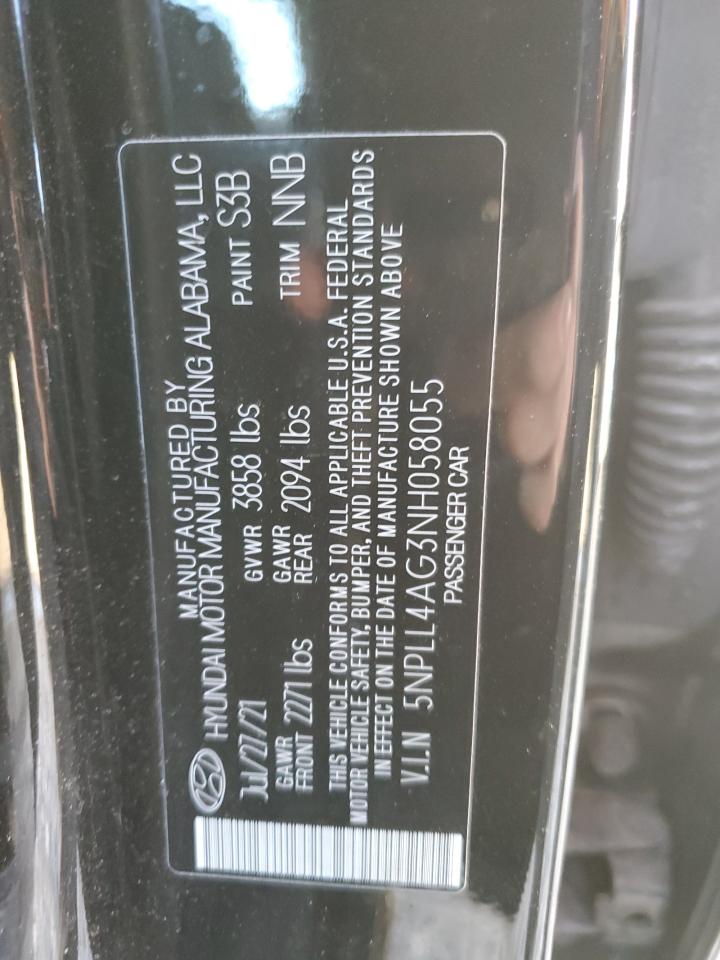 MANUFACTURED BY
HYUNDAI MOTOR MANUFACTURING ALABAMA, LLC
Jul/27/21 GVWR 3858 lbs PAINT S3B
GAWR FRONT 2271 lbs GAWR REAR 2094 lbs TRIM NNB
THIS VEHICLE CONFORMS TO ALL APPLICABLE U.S.A. FEDERAL
MOTOR VEHICLE SAFETY, BUMPER, AND THEFT PREVENTION STANDARDS
IN EFFECT ON THE DATE OF MANUFACTURE SHOWN ABOVE
V.I.N 5NPLL4AG3NH058055
PASSENGER CAR